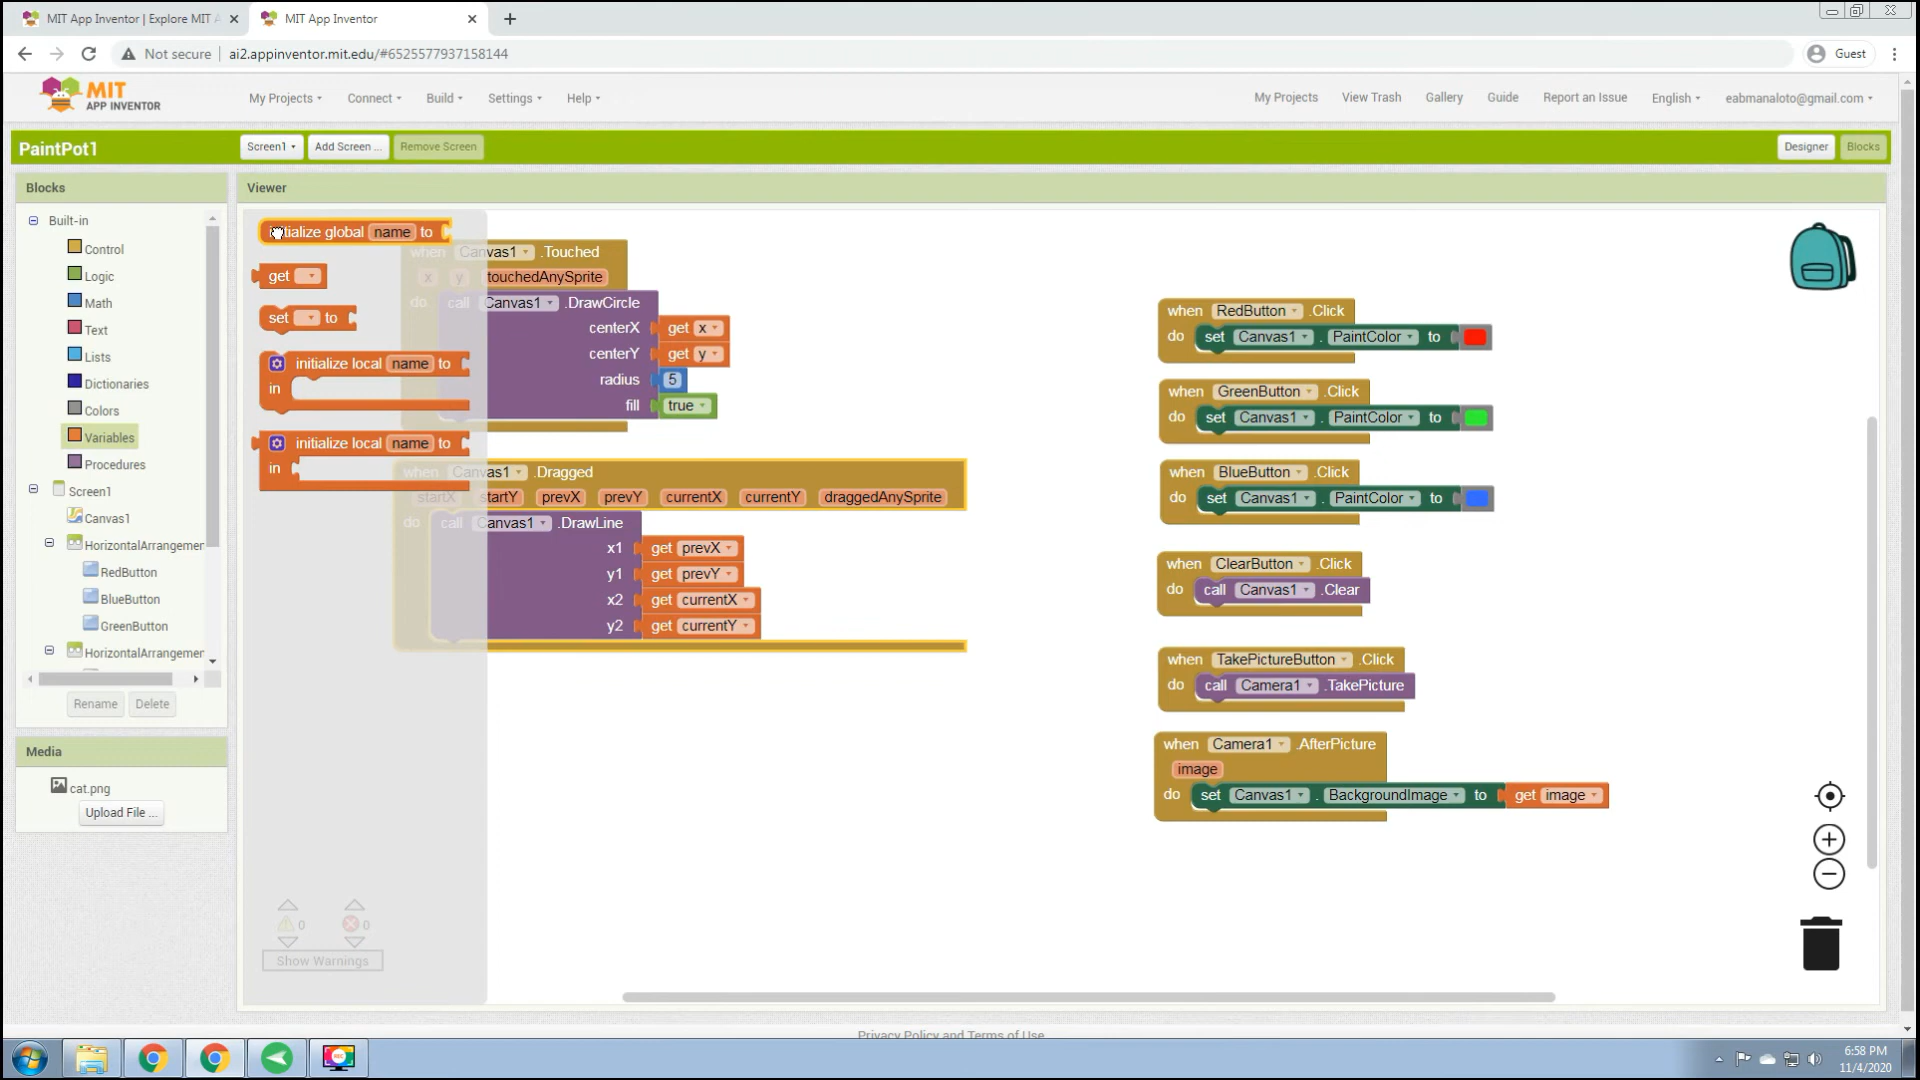 MIT App Inventor | Explore MIT A
MIT App Inventor
Not secure
ai2.appinventor.mit.edu/#6525577937158144
Guest
MIT
APP INVENTOR
My Projects
Connect
Build
Settings
Help
My Projects
View Trash
Gallery
Guide
Report an Issue
English
eabmanaloto@gmail.com
PaintPot1
Screen1
Add Screen ...
Remove Screen
Designer
Blocks
Blocks
Built-in
Control
Logic
Math
Text
Lists
Dictionaries
Colors
Variables
Procedures
Screen1
Canvas1
HorizontalArrangemen
RedButton
BlueButton
GreenButton
HorizontalArrangemen
Rename
Delete
Media
cat.png
Upload File ...
Viewer
initialize global name to
get
set to
initialize local name to
in
initialize local name to
in
0
0
Show Warnings
when Canvas1 .Touched
x y touchedAnySprite
do call Canvas1 .DrawCircle
centerX get x
centerY get y
radius 5
fill true
when Canvas1 .Dragged
startX startY prevX prevY currentX currentY draggedAnySprite
do call Canvas1 .DrawLine
x1 get prevX
y1 get prevY
x2 get currentX
y2 get currentY
when RedButton .Click
do set Canvas1 . PaintColor to
when GreenButton .Click
do set Canvas1 . PaintColor to
when BlueButton .Click
do set Canvas1 . PaintColor to
when ClearButton .Click
do call Canvas1 .Clear
when TakePictureButton .Click
do call Camera1 .TakePicture
when Camera1 .AfterPicture
image
do set Canvas1 . BackgroundImage to get image
Privacy Policy and Terms of Use
REC
6:58 PM
11/4/2020